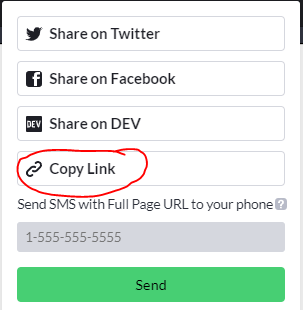 Share on Twitter
Share on Facebook
DEV Share on DEV
Copy Link
Send SMS with Full Page URL to your phone ?
1-555-555-5555
Send